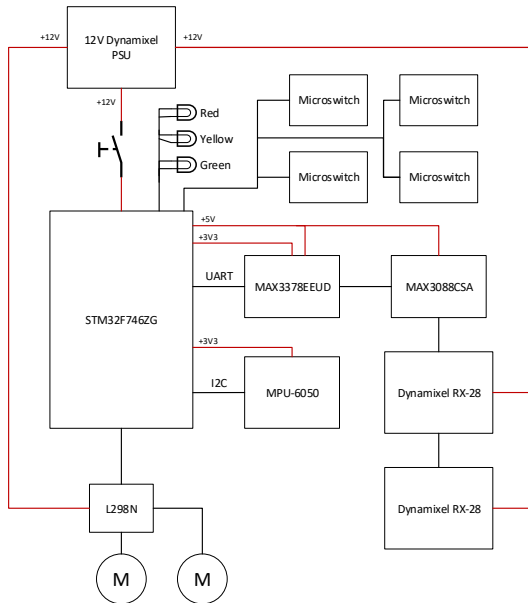 +12V
12V Dynamixel
PSU
+12V
+12V
Red
Yellow
Green
Microswitch
Microswitch
Microswitch
Microswitch
+5V
+3V3
UART
MAX3378EEUD
MAX3088CSA
STM32F746ZG
+3V3
I2C
MPU-6050
Dynamixel RX-28
Dynamixel RX-28
L298N
M
M